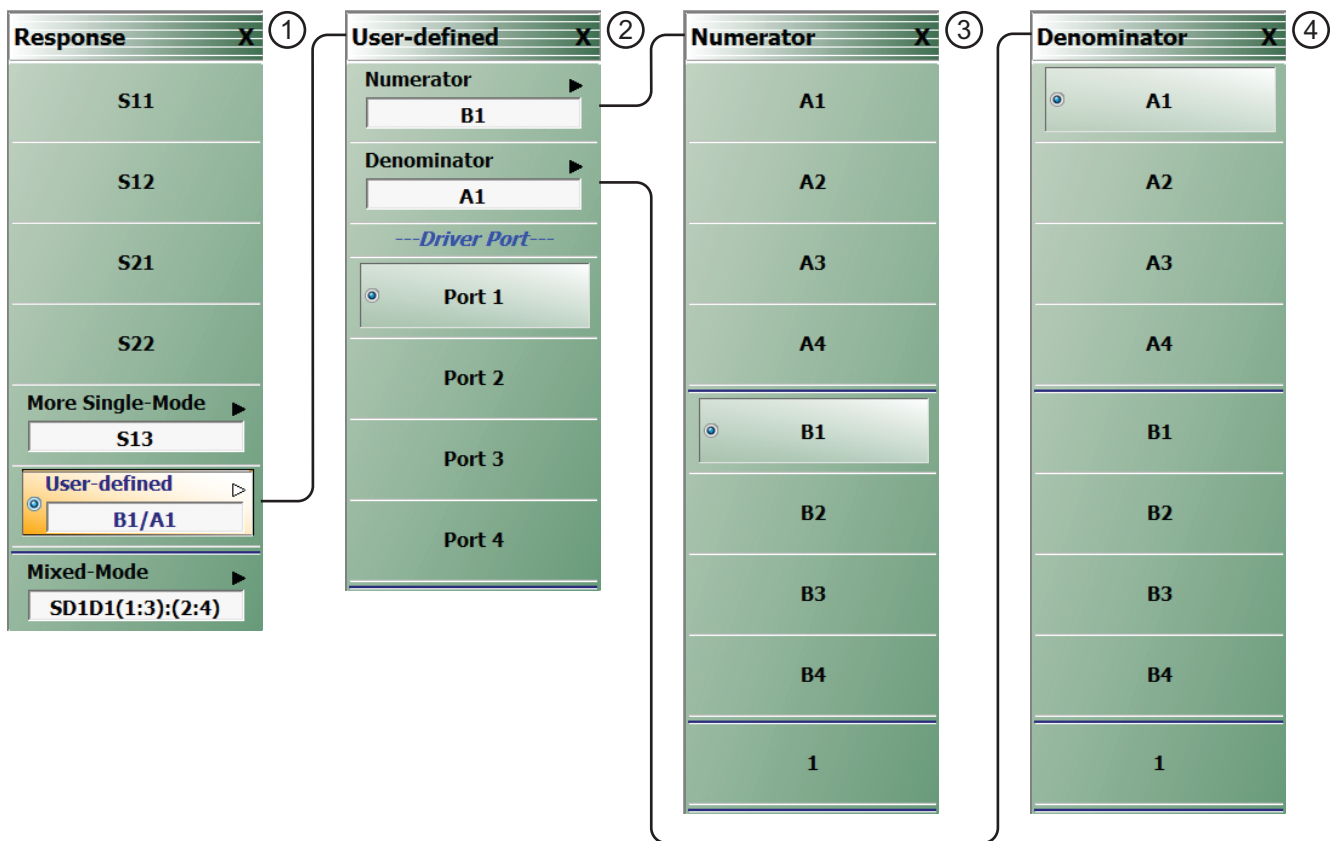 Response X
1
S11
S12
S21
S22
More Single-Mode
S13
User-defined
B1/A1
Mixed-Mode
SD1D1(1:3):(2:4)
User-defined X
2
Numerator
B1
Denominator
A1
---Driver Port---
Port 1
Port 2
Port 3
Port 4
Numerator X
3
A1
A2
A3
A4
B1
B2
B3
B4
1
Denominator X
4
A1
A2
A3
A4
B1
B2
B3
B4
1